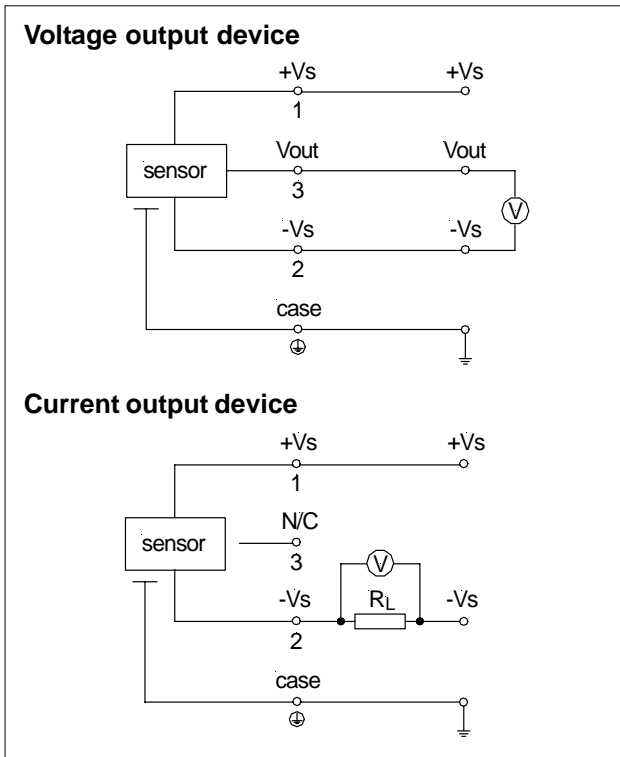 Voltage output device
+Vs +Vs
1
Vout Vout
sensor
3
V
-Vs -Vs
2
case
Current output device
+Vs +Vs
1
N/C
sensor
3
V
-Vs RL -Vs
2
case